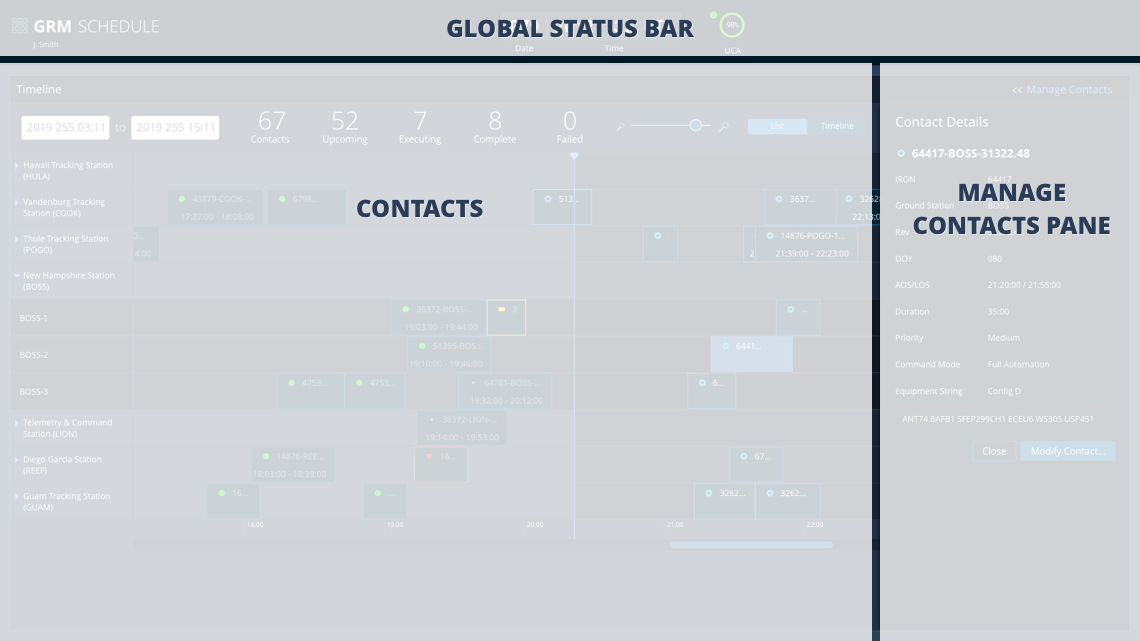 GRM SCHEDULE
J. Smith
GLOBAL STATUS BAR
Date
Time
98%
UCA
Timeline
2019 255 03:11 to 2019 255 15:11
67
Contacts
52
Upcoming
7
Executing
8
Complete
0
Failed
List
Timeline
Hawaii Tracking Station
(HULA)
Vandenburg Tracking
Station (COOK)
43879-COOK-...
17:27:00 - 18:08:00
6798...
513...
3637...
3262
CONTACTS
Thule Tracking Station
(POGO)
14876-POGO-1...
21:39:00 - 22:23:00
New Hampshire Station
(BOSS)
BOSS-1
36372-BOSS-...
19:03:00 - 19:44:00
3
...
BOSS-2
51355-BOS...
19:10:00 - 19:46:00
6441...
BOSS-3
4753...
4753...
64781-BOSS-...
19:32:00 - 20:12:00
6...
Telemetry & Command
Station (LION)
36372-LION-...
19:14:00 - 19:53:00
Diego Garcia Station
(REEF)
14876-REE...
18:03:00 - 18:39:00
16...
67...
Guam Tracking Station
(GUAM)
16...
...
3262...
3262...
19:00
20:00
21:00
22:00
<< Manage Contacts
Contact Details
64417-BOSS-31322.48
IRON 64417
MANAGE
CONTACTS PANE
Ground Station BOSS
Rev
DOY 080
AOS/LOS 21:20:00 / 21:55:00
Duration 35:00
Priority Medium
Command Mode Full Automation
Equipment String Config D
ANT74 BAFB1 SFEP299CH1 ECEU6 W5305 USP451
Close
Modify Contact...